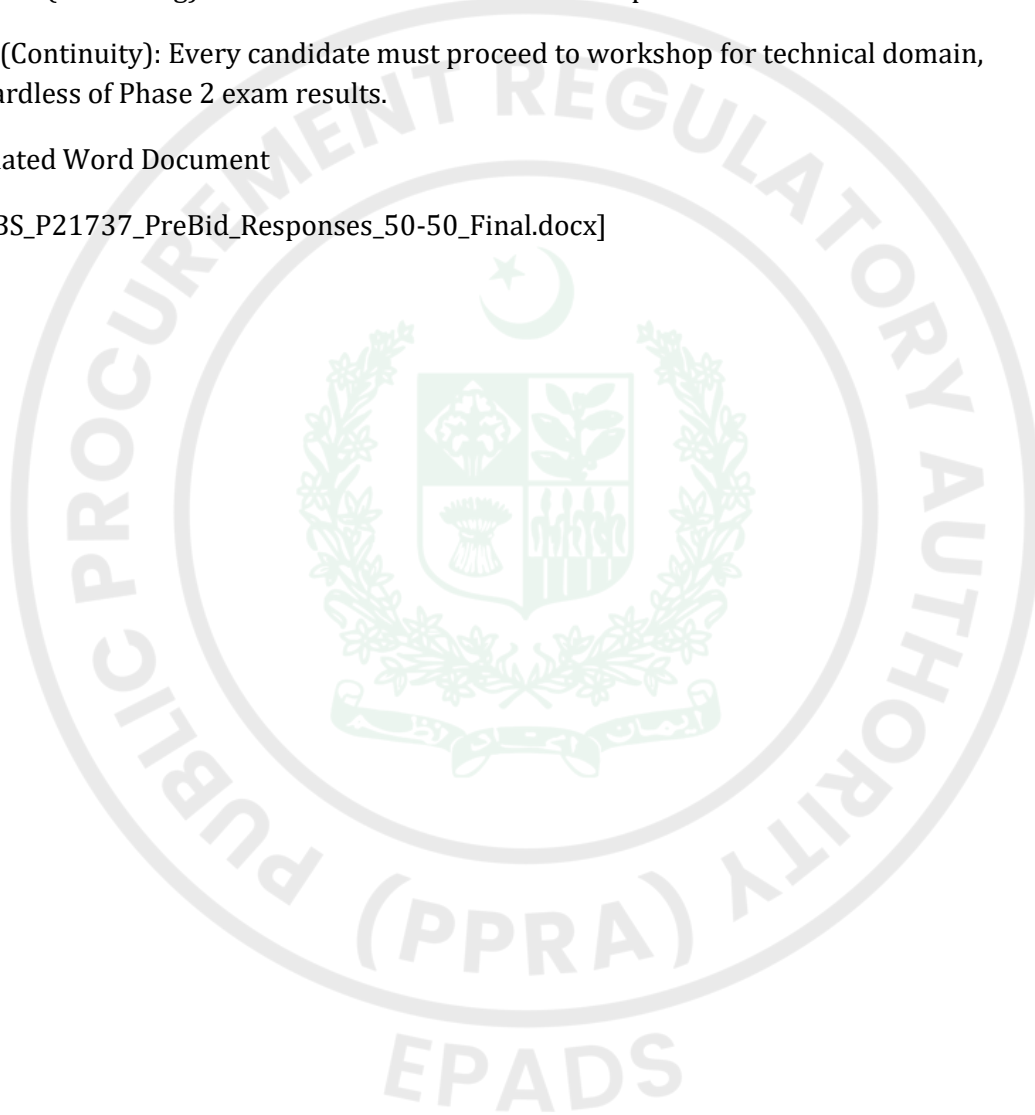 (Continuity): Every candidate must proceed to workshop for technical domain,
ardless of Phase 2 exam results.
ated Word Document
BS_P21737_PreBid_Responses_50-50_Final.docx]
PUBLIC PROCUREMENT REGULATORY AUTHORITY
(PPRA)
EPADS